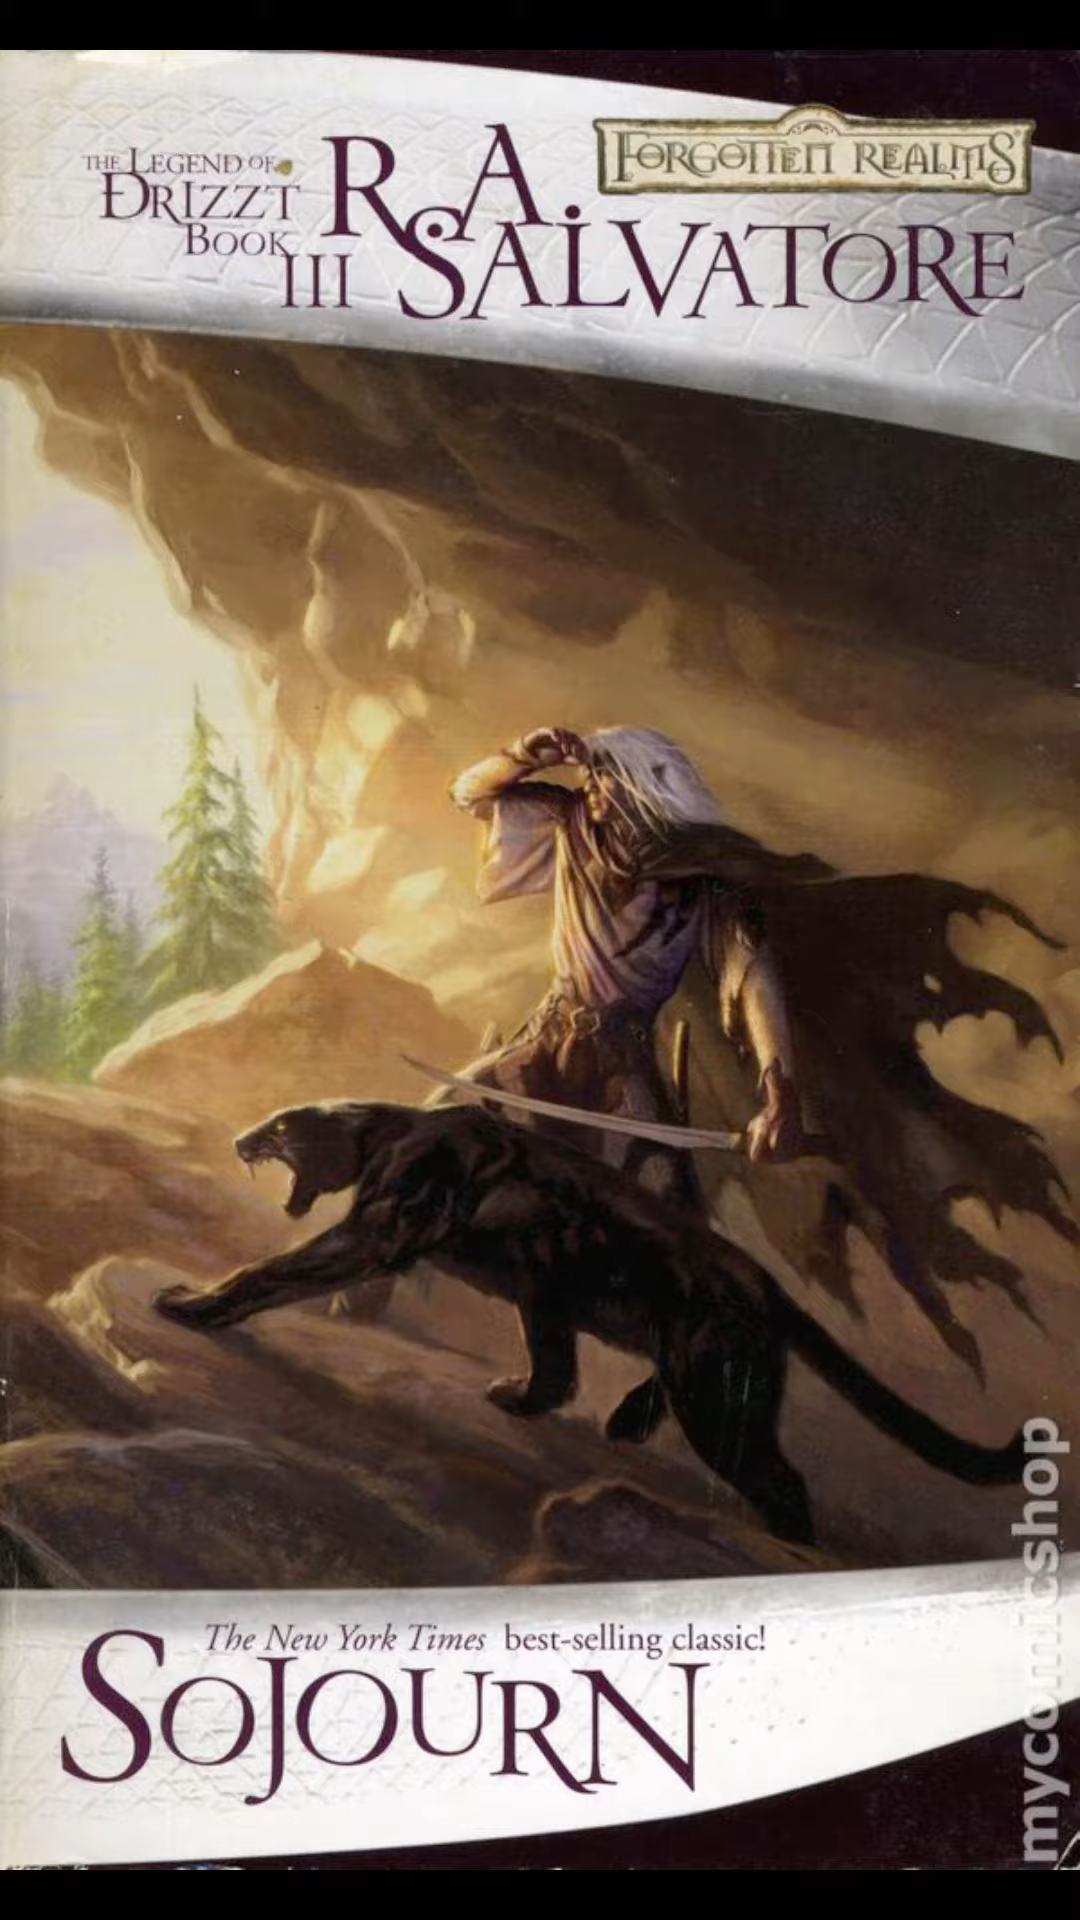 THE LEGEND OF
DRIZZT
BOOK
III
R.A.
SALVATORE
FORGOTTEN REALMS
The New York Times best-selling classic!
SOJOURN
mycomicshop